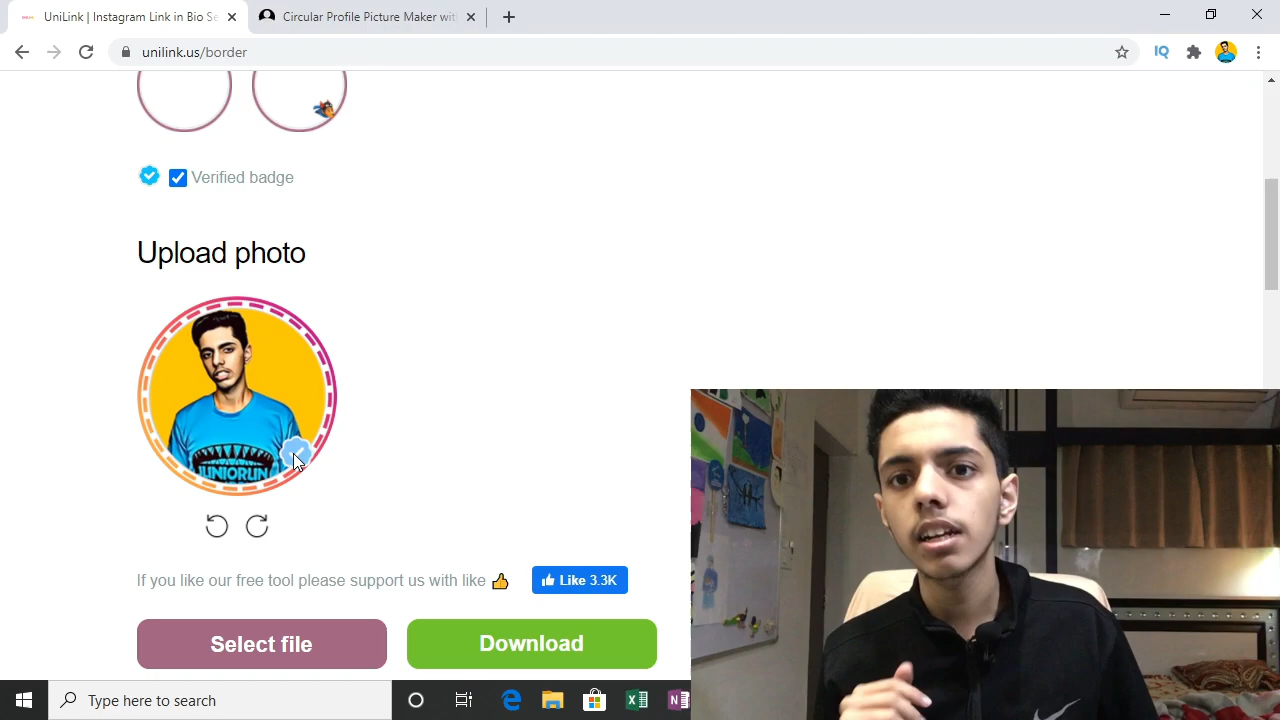 UniLink | Instagram Link in Bio Se
Circular Profile Picture Maker wit
unilink.us/border
IQ
Verified badge
Upload photo
If you like our free tool please support us with like 👍
Like 3.3K
Select file
Download
Type here to search